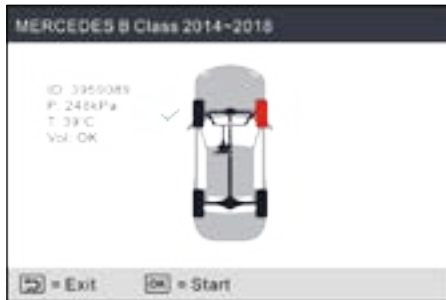 MERCEDES B Class 2014~2018
ID: 3959089
P: 248kPa
T: 39°C
Vol: OK
= Exit OK = Start